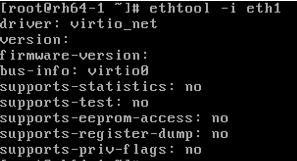 [root@rh64-1 ~]# ethtool -i eth1
driver: virtio_net
version:
firmware-version:
bus-info: virtio0
supports-statistics: no
supports-test: no
supports-eeprom-access: no
supports-register-dump: no
supports-priv-flags: no